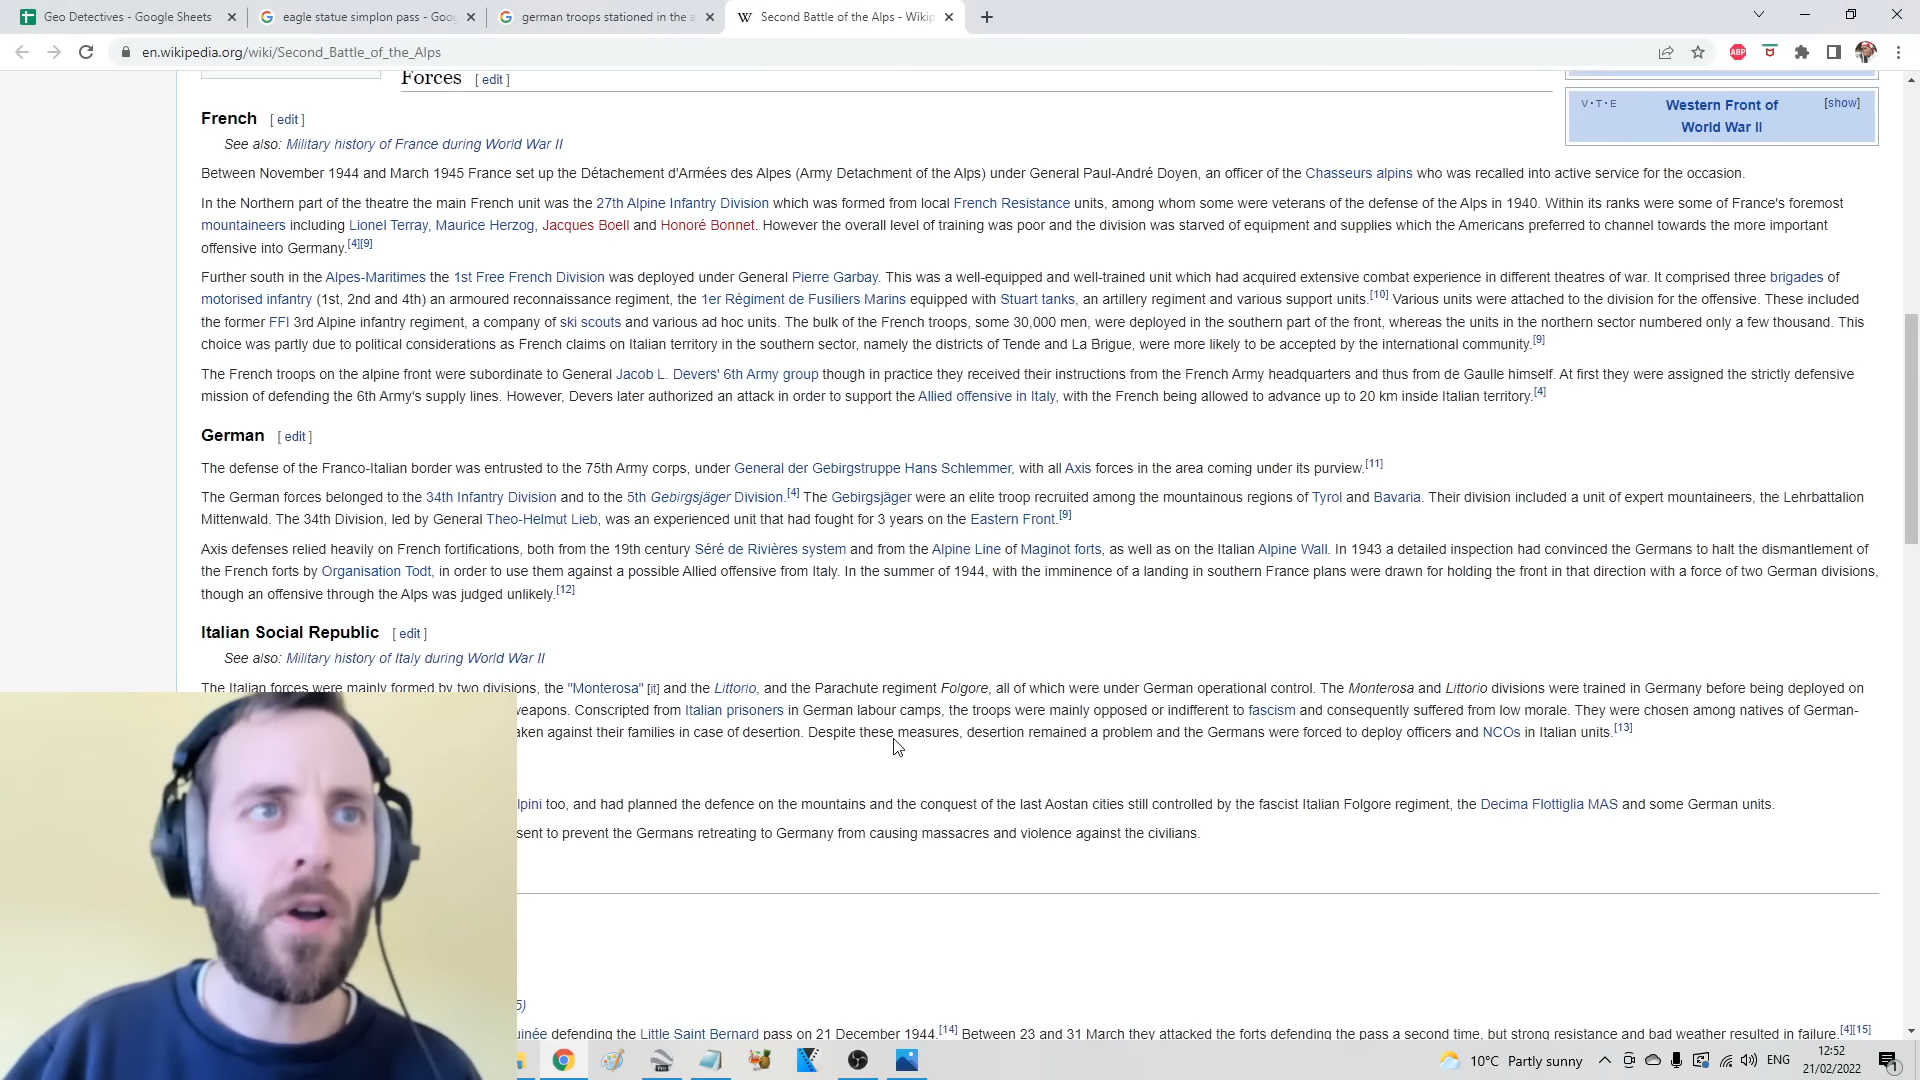 Geo Detectives - Google Sheets
eagle statue simplon pass - Goog
german troops stationed in the a
Second Battle of the Alps - Wikip
en.wikipedia.org/wiki/Second_Battle_of_the_Alps
ABP
Forces [ edit ]
V · T · E Western Front of World War II [show]
French [ edit ]
See also: Military history of France during World War II
Between November 1944 and March 1945 France set up the Détachement d'Armées des Alpes (Army Detachment of the Alps) under General Paul-André Doyen, an officer of the Chasseurs alpins who was recalled into active service for the occasion.
In the Northern part of the theatre the main French unit was the 27th Alpine Infantry Division which was formed from local French Resistance units, among whom some were veterans of the defense of the Alps in 1940. Within its ranks were some of France's foremost
mountaineers including Lionel Terray, Maurice Herzog, Jacques Boell and Honoré Bonnet. However the overall level of training was poor and the division was starved of equipment and supplies which the Americans preferred to channel towards the more important
offensive into Germany.[4][9]
Further south in the Alpes-Maritimes the 1st Free French Division was deployed under General Pierre Garbay. This was a well-equipped and well-trained unit which had acquired extensive combat experience in different theatres of war. It comprised three brigades of
motorised infantry (1st, 2nd and 4th) an armoured reconnaissance regiment, the 1er Régiment de Fusiliers Marins equipped with Stuart tanks, an artillery regiment and various support units.[10] Various units were attached to the division for the offensive. These included
the former FFI 3rd Alpine infantry regiment, a company of ski scouts and various ad hoc units. The bulk of the French troops, some 30,000 men, were deployed in the southern part of the front, whereas the units in the northern sector numbered only a few thousand. This
choice was partly due to political considerations as French claims on Italian territory in the southern sector, namely the districts of Tende and La Brigue, were more likely to be accepted by the international community.[9]
The French troops on the alpine front were subordinate to General Jacob L. Devers' 6th Army group though in practice they received their instructions from the French Army headquarters and thus from de Gaulle himself. At first they were assigned the strictly defensive
mission of defending the 6th Army's supply lines. However, Devers later authorized an attack in order to support the Allied offensive in Italy, with the French being allowed to advance up to 20 km inside Italian territory.[4]
German [ edit ]
The defense of the Franco-Italian border was entrusted to the 75th Army corps, under General der Gebirgstruppe Hans Schlemmer, with all Axis forces in the area coming under its purview.[11]
The German forces belonged to the 34th Infantry Division and to the 5th Gebirgsjäger Division.[4] The Gebirgsjäger were an elite troop recruited among the mountainous regions of Tyrol and Bavaria. Their division included a unit of expert mountaineers, the Lehrbattalion
Mittenwald. The 34th Division, led by General Theo-Helmut Lieb, was an experienced unit that had fought for 3 years on the Eastern Front.[9]
Axis defenses relied heavily on French fortifications, both from the 19th century Séré de Rivières system and from the Alpine Line of Maginot forts, as well as on the Italian Alpine Wall. In 1943 a detailed inspection had convinced the Germans to halt the dismantlement of
the French forts by Organisation Todt, in order to use them against a possible Allied offensive from Italy. In the summer of 1944, with the imminence of a landing in southern France plans were drawn for holding the front in that direction with a force of two German divisions,
though an offensive through the Alps was judged unlikely.[12]
Italian Social Republic [ edit ]
See also: Military history of Italy during World War II
The Italian forces were mainly formed by two divisions, the "Monterosa" [it] and the Littorio, and the Parachute regiment Folgore, all of which were under German operational control. The Monterosa and Littorio divisions were trained in Germany before being deployed on
weapons. Conscripted from Italian prisoners in German labour camps, the troops were mainly opposed or indifferent to fascism and consequently suffered from low morale. They were chosen among natives of German-
aken against their families in case of desertion. Despite these measures, desertion remained a problem and the Germans were forced to deploy officers and NCOs in Italian units.[13]
lpini too, and had planned the defence on the mountains and the conquest of the last Aostan cities still controlled by the fascist Italian Folgore regiment, the Decima Flottiglia MAS and some German units.
sent to prevent the Germans retreating to Germany from causing massacres and violence against the civilians.
5)
uinée defending the Little Saint Bernard pass on 21 December 1944.[14] Between 23 and 31 March they attacked the forts defending the pass a second time, but strong resistance and bad weather resulted in failure.[4][15]
10°C Partly sunny
ENG
12:52
21/02/2022
1